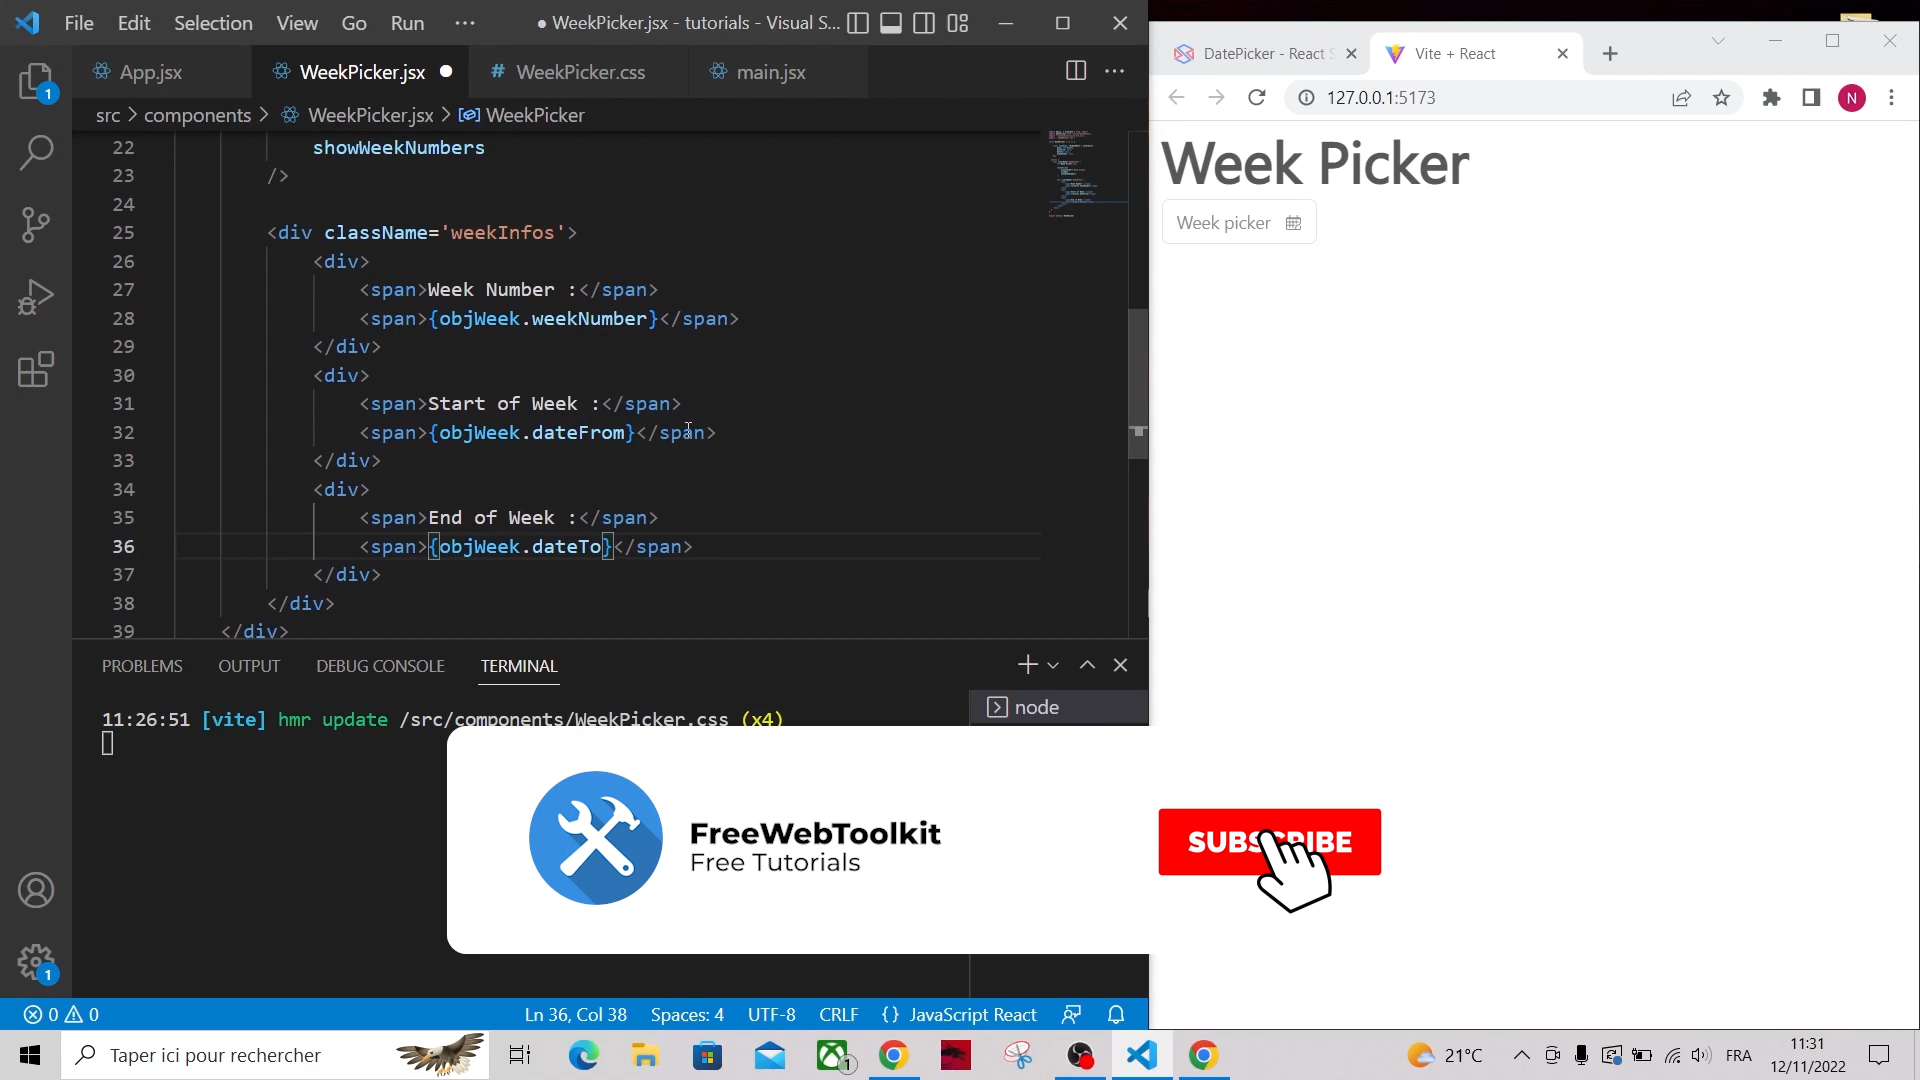 File Edit Selection View Go Run ··· ● WeekPicker.jsx - tutorials - Visual S...
App.jsx WeekPicker.jsx ● # WeekPicker.css main.jsx
src > components > WeekPicker.jsx > WeekPicker
22 showWeekNumbers
23 />
24
25 <div className='weekInfos'>
26 <div>
27 <span>Week Number :</span>
28 <span>{objWeek.weekNumber}</span>
29 </div>
30 <div>
31 <span>Start of Week :</span>
32 <span>{objWeek.dateFrom}</span>
33 </div>
34 <div>
35 <span>End of Week :</span>
36 <span>{objWeek.dateTo}</span>
37 </div>
38 </div>
39 </div>
PROBLEMS OUTPUT DEBUG CONSOLE TERMINAL
11:26:51 [vite] hmr update /src/components/WeekPicker.css (x4)
node
1
1
0 0 Ln 36, Col 38 Spaces: 4 UTF-8 CRLF {} JavaScript React
DatePicker - React S Vite + React
127.0.0.1:5173 N
Week Picker
Week picker
FreeWebToolkit
Free Tutorials
SUBSCRIBE
Taper ici pour rechercher
1
21°C FRA 11:31
12/11/2022